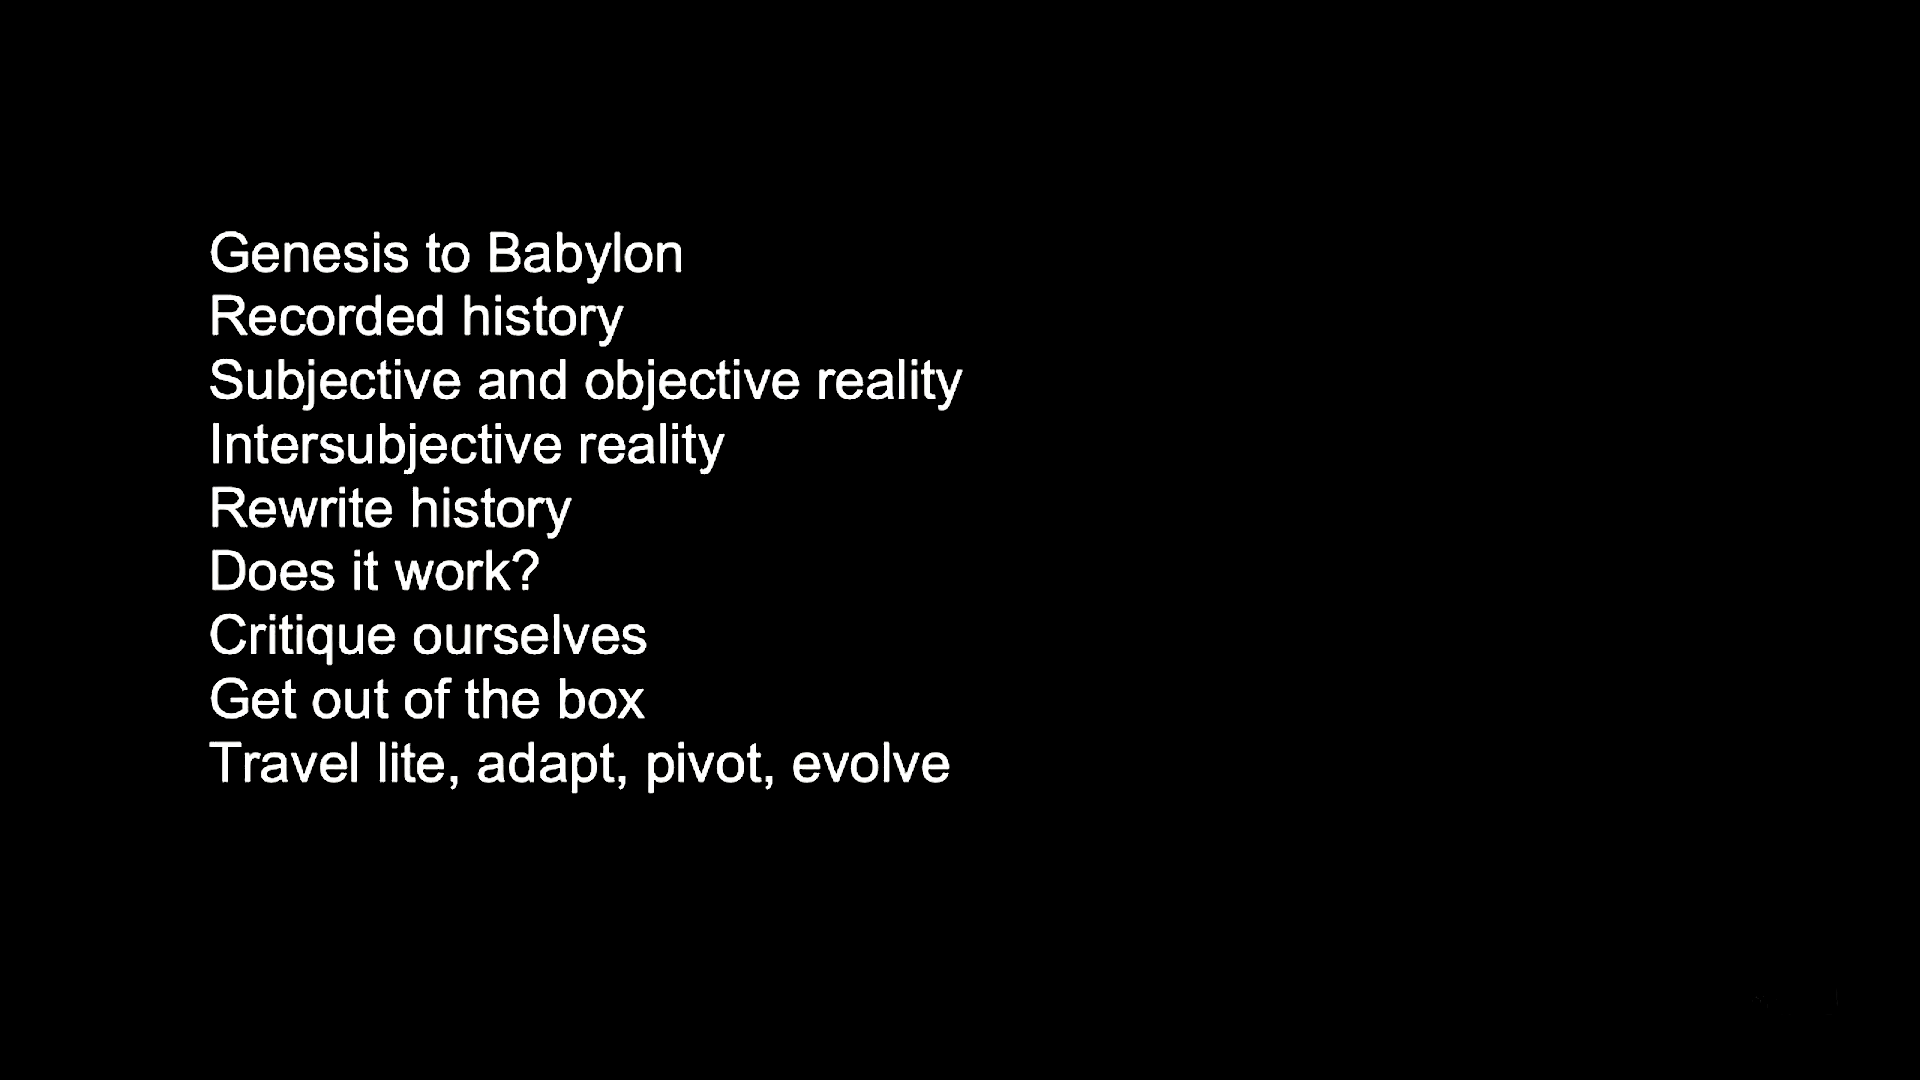 Genesis to Babylon
Recorded history
Subjective and objective reality
Intersubjective reality
Rewrite history
Does it work?
Critique ourselves
Get out of the box
Travel lite, adapt, pivot, evolve